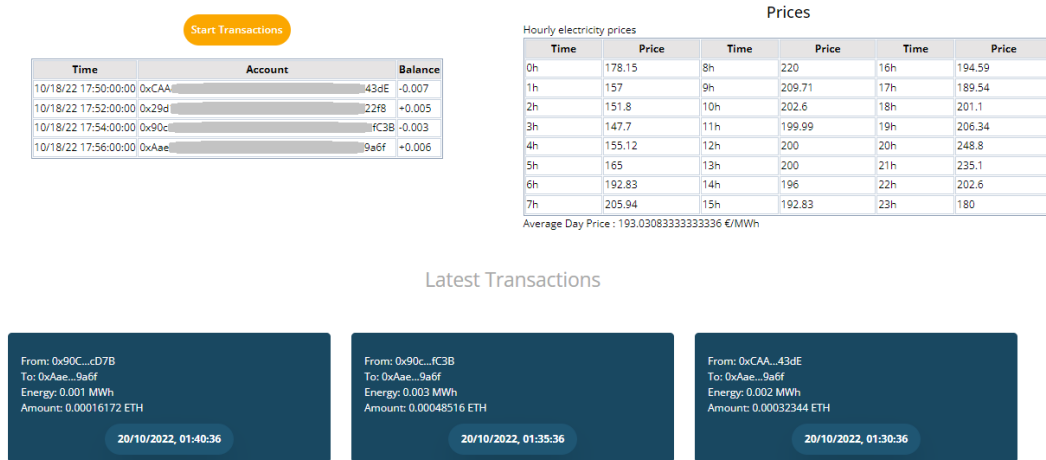 Start Transactions
Time Account Balance
10/18/22 17:50:00:00 0xCAA 43dE -0.007
10/18/22 17:52:00:00 0x29d 22f8 +0.005
10/18/22 17:54:00:00 0x90c fC3B -0.003
10/18/22 17:56:00:00 0xAae 9a6f +0.006
Prices
Hourly electricity prices
Time Price Time Price Time Price
0h 178.15 8h 220 16h 194.59
1h 157 9h 209.71 17h 189.54
2h 151.8 10h 202.6 18h 201.1
3h 147.7 11h 199.99 19h 206.34
4h 155.12 12h 200 20h 248.8
5h 165 13h 200 21h 235.1
6h 192.83 14h 196 22h 202.6
7h 205.94 15h 192.83 23h 180
Average Day Price : 193.03083333333336 €/MWh
Latest Transactions
From: 0x90C...cD7B
To: 0xAae...9a6f
Energy: 0.001 MWh
Amount: 0.00016172 ETH
20/10/2022, 01:40:36
From: 0x90c...fC3B
To: 0xAae...9a6f
Energy: 0.003 MWh
Amount: 0.00048516 ETH
20/10/2022, 01:35:36
From: 0xCAA...43dE
To: 0xAae...9a6f
Energy: 0.002 MWh
Amount: 0.00032344 ETH
20/10/2022, 01:30:36